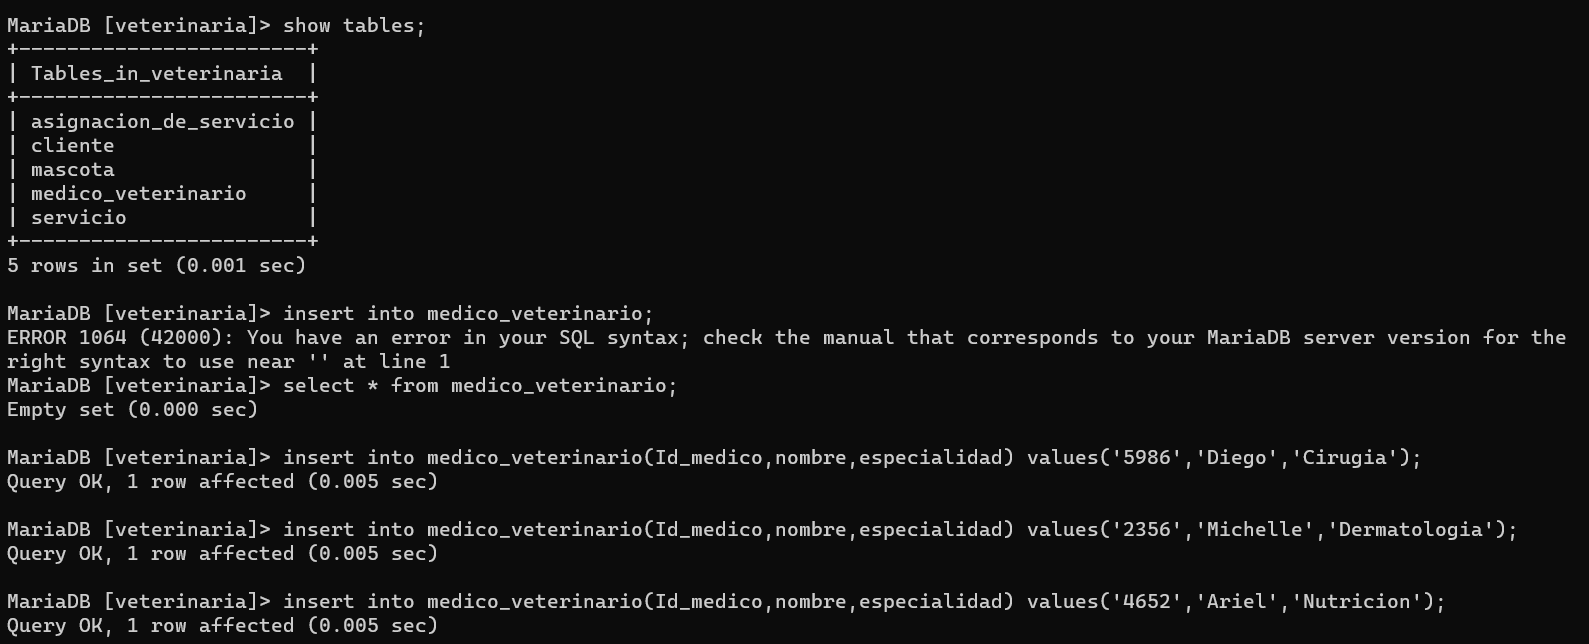 MariaDB [veterinaria]> show tables;
+------------------------+
| Tables_in_veterinaria  |
+------------------------+
| asignacion_de_servicio |
| cliente                |
| mascota                |
| medico_veterinario     |
| servicio               |
+------------------------+
5 rows in set (0.001 sec)

MariaDB [veterinaria]> insert into medico_veterinario;
ERROR 1064 (42000): You have an error in your SQL syntax; check the manual that corresponds to your MariaDB server version for the
right syntax to use near '' at line 1
MariaDB [veterinaria]> select * from medico_veterinario;
Empty set (0.000 sec)

MariaDB [veterinaria]> insert into medico_veterinario(Id_medico,nombre,especialidad) values('5986','Diego','Cirugia');
Query OK, 1 row affected (0.005 sec)

MariaDB [veterinaria]> insert into medico_veterinario(Id_medico,nombre,especialidad) values('2356','Michelle','Dermatologia');
Query OK, 1 row affected (0.005 sec)

MariaDB [veterinaria]> insert into medico_veterinario(Id_medico,nombre,especialidad) values('4652','Ariel','Nutricion');
Query OK, 1 row affected (0.005 sec)